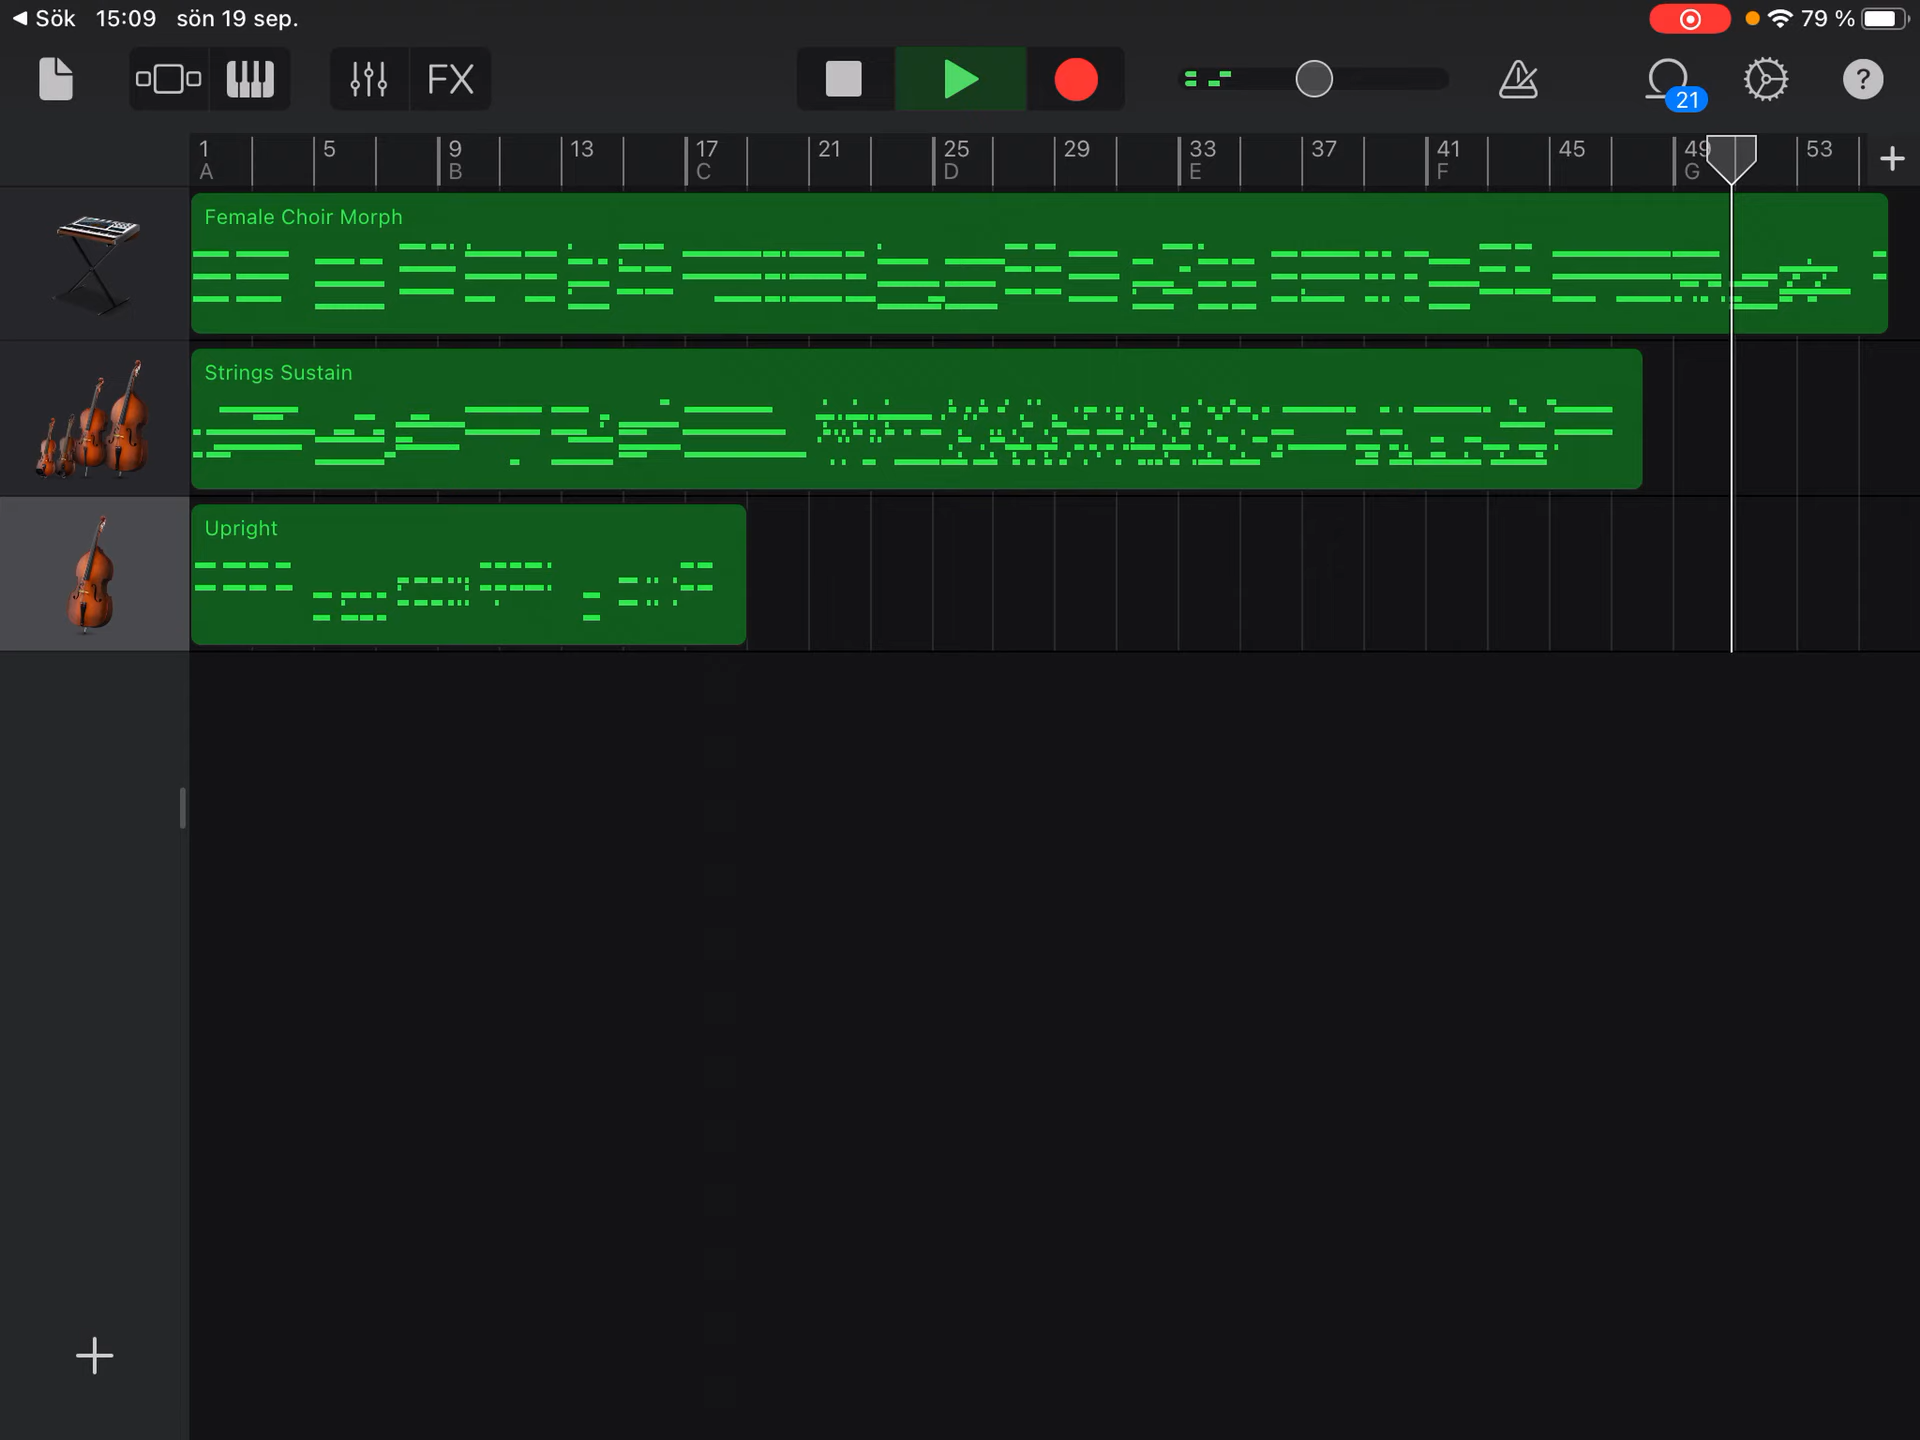 ◀ Sök 15:09 sön 19 sep. 79 %
FX 21 ?
1 5 9 13 17 21 25 29 33 37 41 45 49 53
A B C D E F G
Female Choir Morph
Strings Sustain
Upright